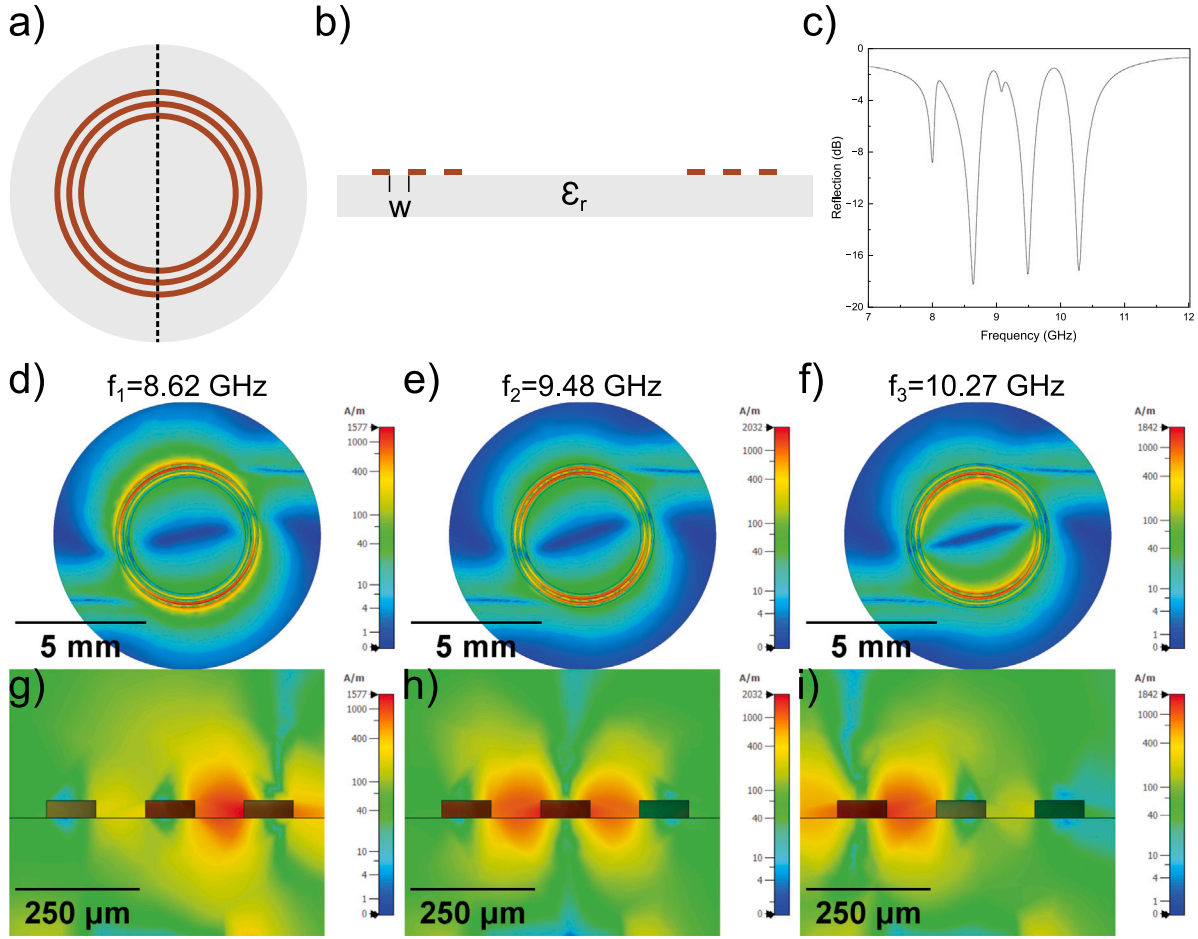 a)
b)
c)
w
εr
0
−4
−8
−12
−16
−20
Reflection (dB)
7
8
9
10
11
12
Frequency (GHz)
d)
f1=8.62 GHz
e)
f2=9.48 GHz
f)
f3=10.27 GHz
A/m
1577
1000
400
100
40
10
4
1
0
5 mm
A/m
2032
1000
400
100
40
10
4
1
0
5 mm
A/m
1842
1000
400
100
40
10
4
1
0
5 mm
g)
A/m
1577
1000
400
100
40
10
4
0
250 µm
h)
A/m
2032
1000
400
100
40
10
4
0
250 µm
i)
A/m
1842
1000
400
100
40
10
4
0
250 µm